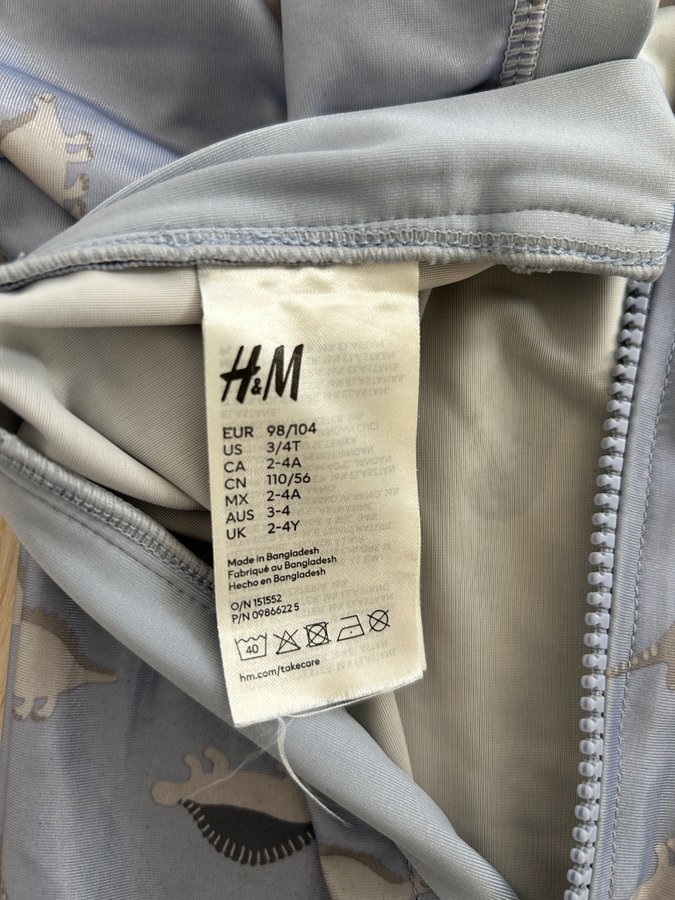 H&M
EUR 98/104
US 3/4T
CA 2-4A
CN 110/56
MX 2-4A
AUS 3-4
UK 2-4Y
Made in Bangladesh
Fabriqué au Bangladesh
Hecho en Bangladesh
O/N 151552
P/N 09866225
40
hm.com/takecare